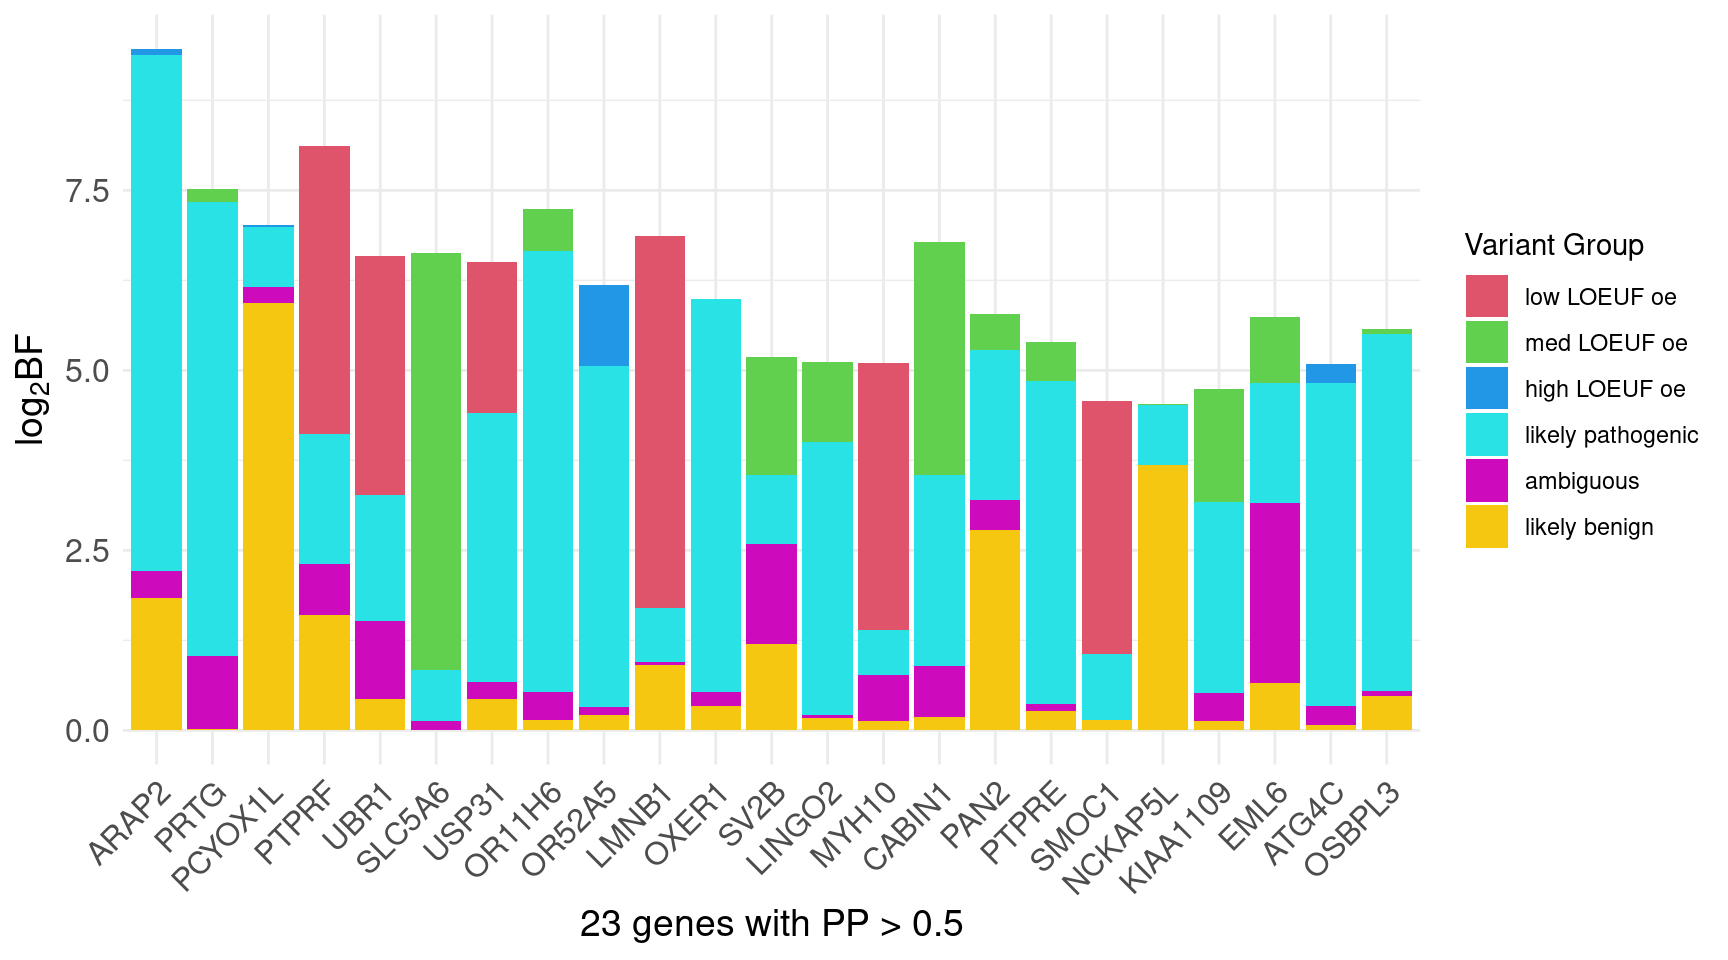 log2BF
7.5
5.0
2.5
0.0
ARAP2
PRTG
PCYOX1L
PTPRF
UBR1
SLC5A6
USP31
OR11H6
OR52A5
LMNB1
OXER1
SV2B
LINGO2
MYH10
CABIN1
PAN2
PTPRE
SMOC1
NCKAP5L
KIAA1109
EML6
ATG4C
OSBPL3
23 genes with PP > 0.5
Variant Group
low LOEUF oe
med LOEUF oe
high LOEUF oe
likely pathogenic
ambiguous
likely benign